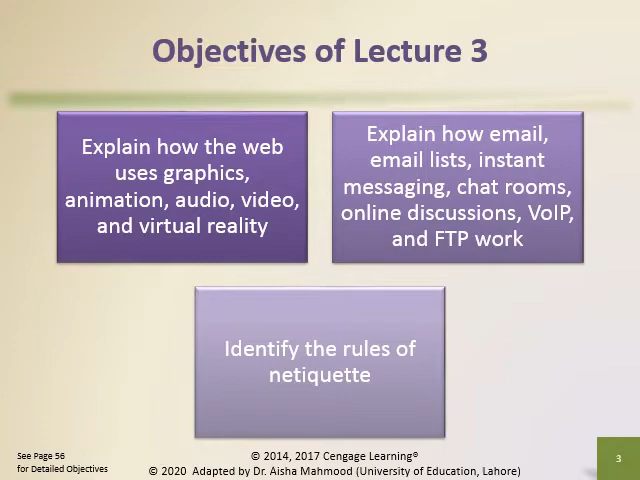 Objectives of Lecture 3
Explain how the web
uses graphics,
animation, audio, video,
and virtual reality
Explain how email,
email lists, instant
messaging, chat rooms,
online discussions, VoIP,
and FTP work
Identify the rules of
netiquette
See Page 56
for Detailed Objectives
© 2014, 2017 Cengage Learning®
© 2020 Adapted by Dr. Aisha Mahmood (University of Education, Lahore)
3